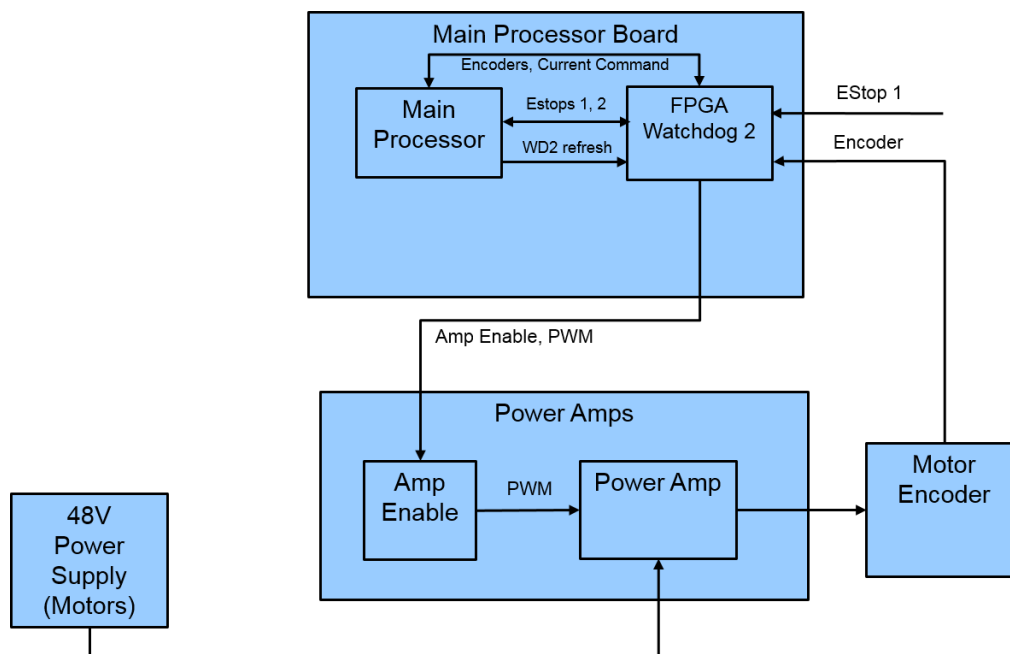 Main Processor Board
Encoders, Current Command
Main
Processor
Estops 1, 2
WD2 refresh
FPGA
Watchdog 2
EStop 1
Encoder
Amp Enable, PWM
Power Amps
Amp
Enable
PWM
Power Amp
Motor
Encoder
48V
Power
Supply
(Motors)